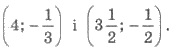 (4; -1/3) і (3 1/2; -1/2).